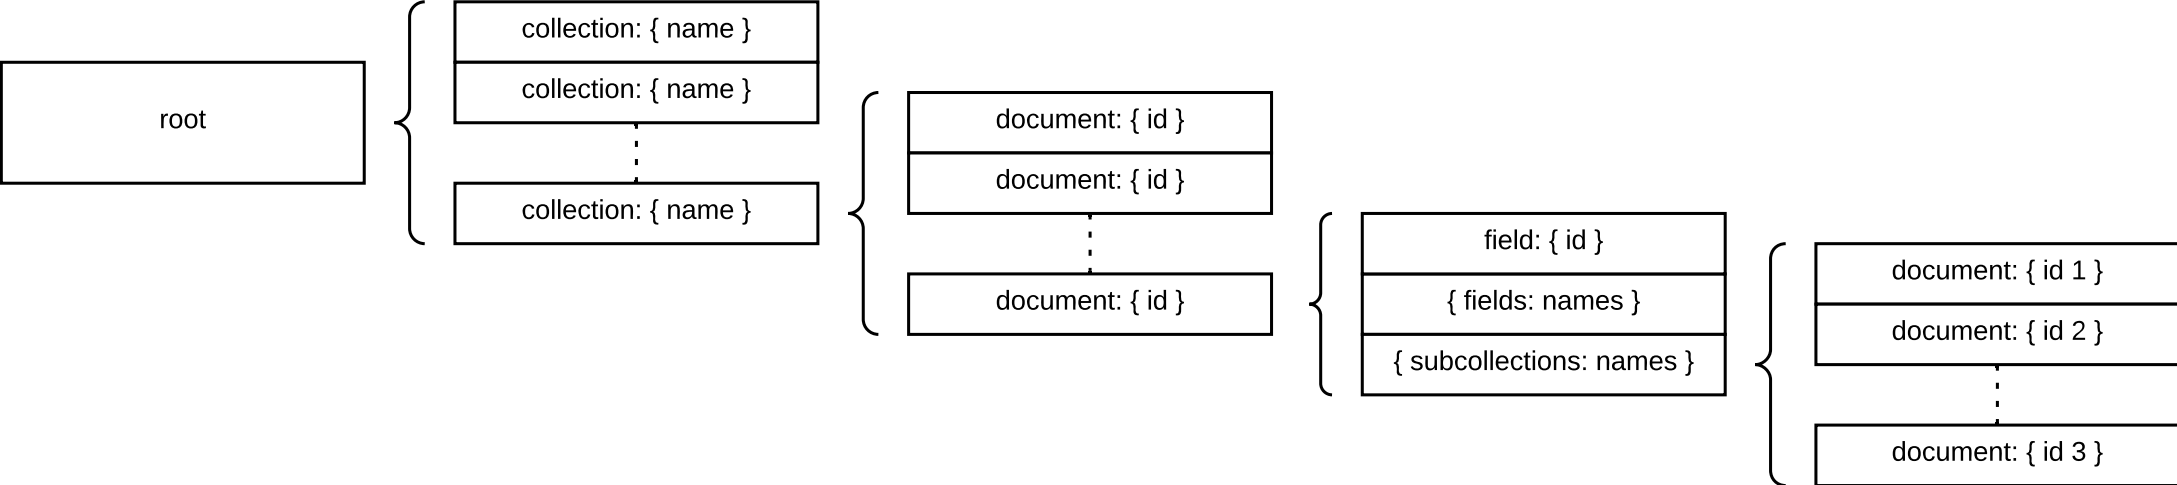 root
collection: { name }
collection: { name }
collection: { name }
document: { id }
document: { id }
document: { id }
field: { id }
{ fields: names }
{ subcollections: names }
document: { id 1 }
document: { id 2 }
document: { id 3 }